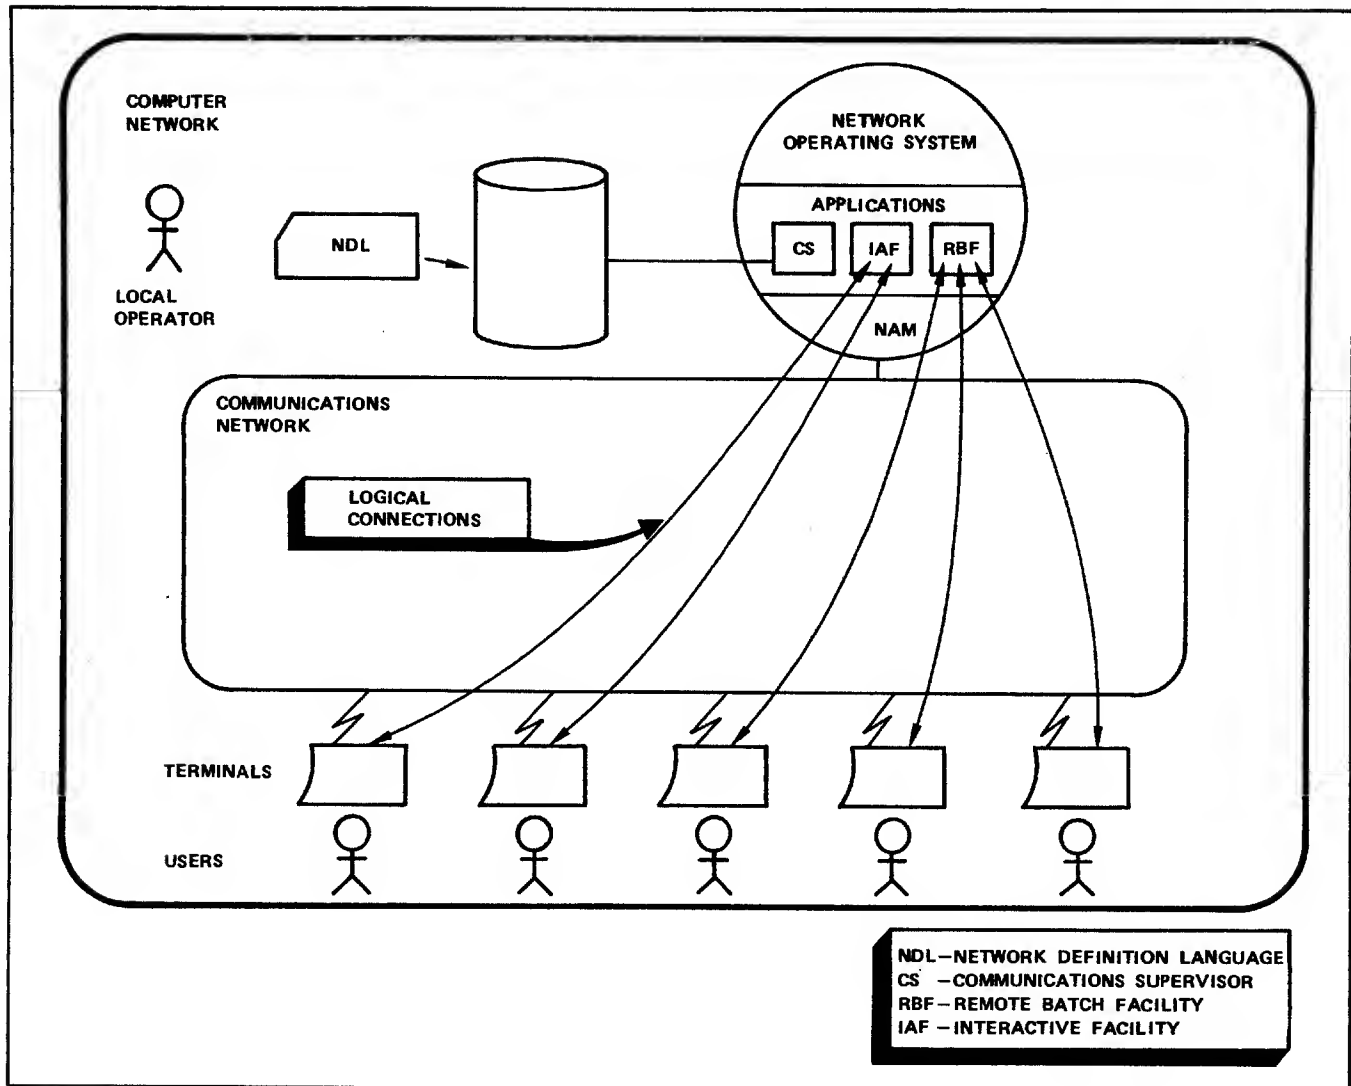 COMPUTER
NETWORK
NETWORK
OPERATING SYSTEM
APPLICATIONS
NDL
CS
IAF
RBF
LOCAL
OPERATOR
NAM
COMMUNICATIONS
NETWORK
LOGICAL
CONNECTIONS
TERMINALS
USERS
NDL–NETWORK DEFINITION LANGUAGE
CS –COMMUNICATIONS SUPERVISOR
RBF–REMOTE BATCH FACILITY
IAF –INTERACTIVE FACILITY